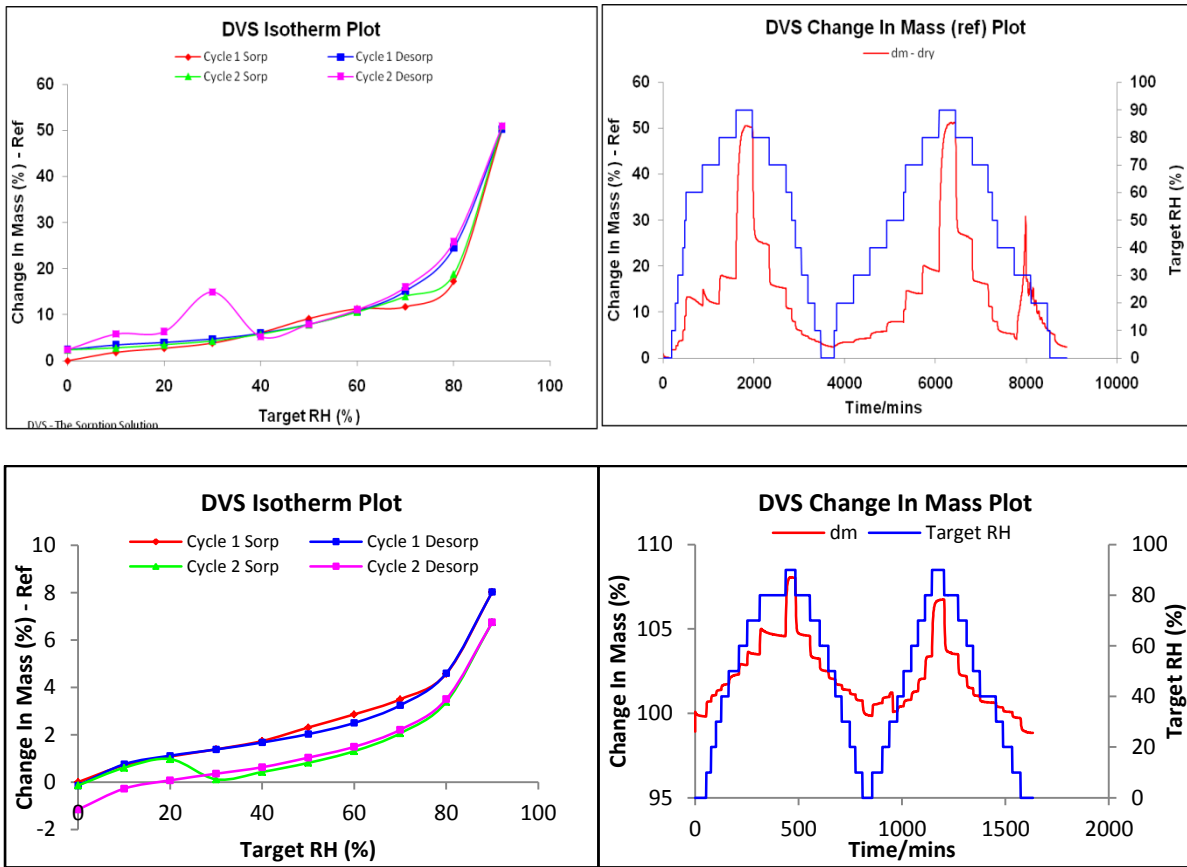 DVS Isotherm Plot
Cycle 1 Sorp
Cycle 1 Desorp
Cycle 2 Sorp
Cycle 2 Desorp
Change In Mass (%) - Ref
60
50
40
30
20
10
0
0
20
40
60
80
100
Target RH (%)
DVS - The Sorption Solution
DVS Change In Mass (ref) Plot
dm - dry
Change In Mass (%) - Ref
60
50
40
30
20
10
0
100
90
80
70
60
50
40
30
20
10
0
Target RH (%)
0
2000
4000
6000
8000
10000
Time/mins
DVS Isotherm Plot
Cycle 1 Sorp
Cycle 1 Desorp
Cycle 2 Sorp
Cycle 2 Desorp
Change In Mass (%) - Ref
10
8
6
4
2
0
-2
0
20
40
60
80
100
Target RH (%)
DVS Change In Mass Plot
dm
Target RH
Change In Mass (%)
110
105
100
95
100
80
60
40
20
0
Target RH (%)
0
500
1000
1500
2000
Time/mins